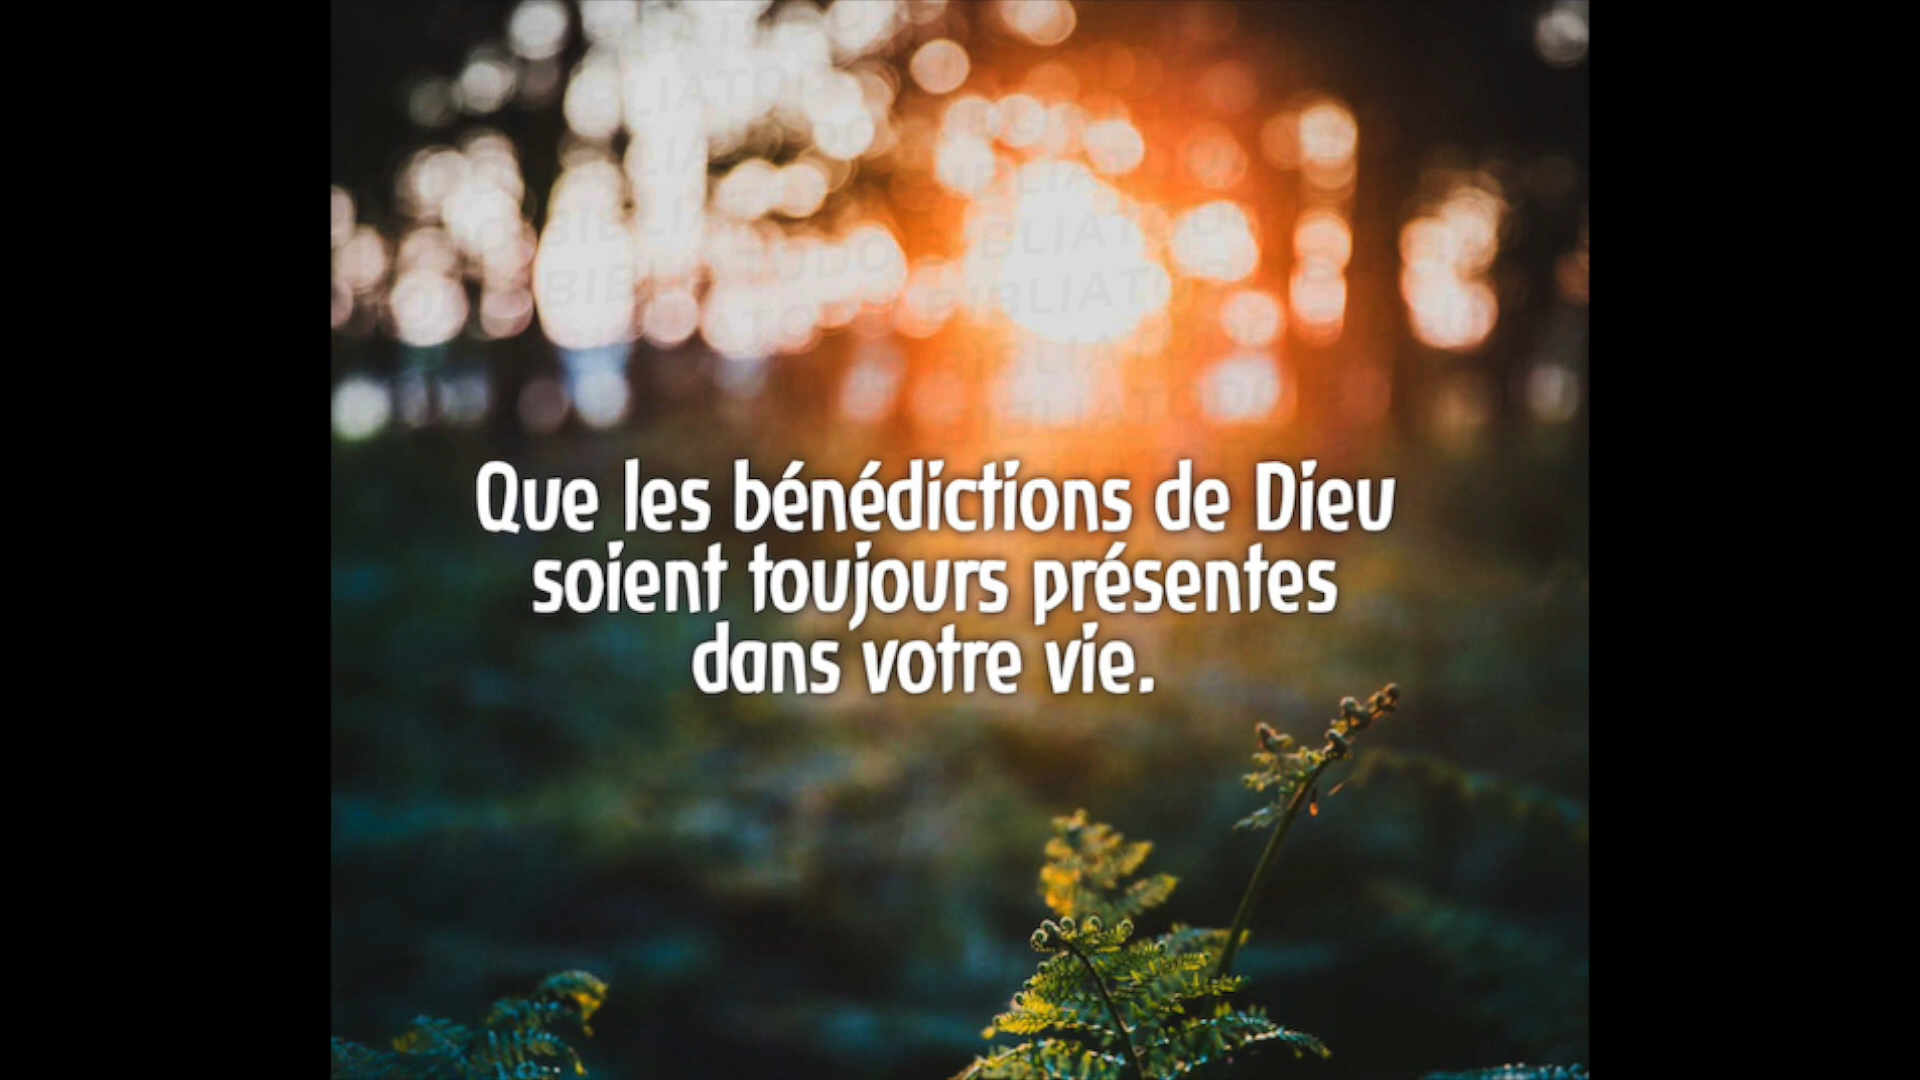 Que les bénédictions de Dieu
soient toujours présentes
dans votre vie.